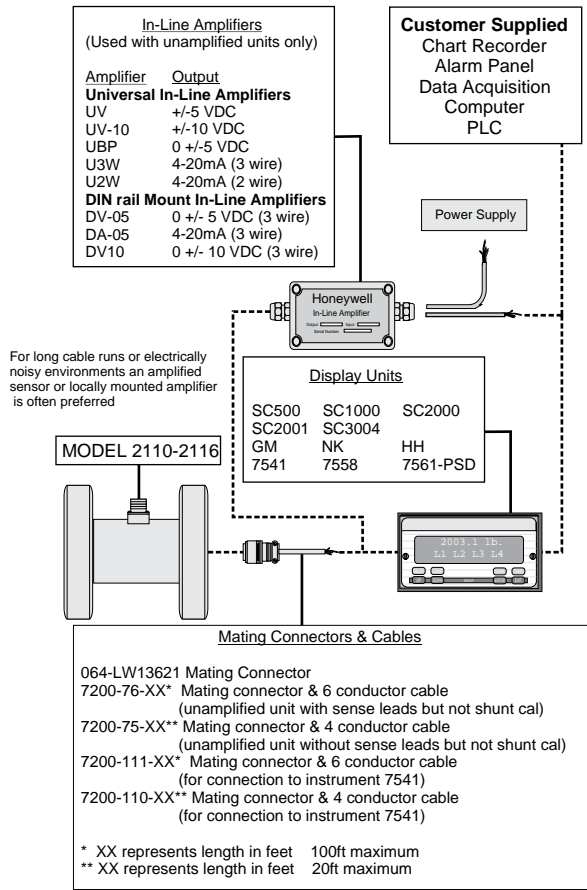 In-Line Amplifiers
(Used with unamplified units only)
Amplifier Output
Universal In-Line Amplifiers
UV +/-5 VDC
UV-10 +/-10 VDC
UBP 0 +/-5 VDC
U3W 4-20mA (3 wire)
U2W 4-20mA (2 wire)
DIN rail Mount In-Line Amplifiers
DV-05 0 +/- 5 VDC (3 wire)
DA-05 4-20mA (3 wire)
DV10 0 +/- 10 VDC (3 wire)
Customer Supplied
Chart Recorder
Alarm Panel
Data Acquisition
Computer
PLC
Power Supply
Honeywell
In-Line Amplifier
Output Input
Serial Number
For long cable runs or electrically
noisy environments an amplified
sensor or locally mounted amplifier
is often preferred
Display Units
SC500 SC1000 SC2000
SC2001 SC3004
GM NK HH
7541 7558 7561-PSD
MODEL 2110-2116
2003.1 lb.
L1 L2 L3 L4
Mating Connectors & Cables
064-LW13621 Mating Connector
7200-76-XX* Mating connector & 6 conductor cable
(unamplified unit with sense leads but not shunt cal)
7200-75-XX** Mating connector & 4 conductor cable
(unamplified unit without sense leads but not shunt cal)
7200-111-XX* Mating connector & 6 conductor cable
(for connection to instrument 7541)
7200-110-XX** Mating connector & 4 conductor cable
(for connection to instrument 7541)
* XX represents length in feet 100ft maximum
** XX represents length in feet 20ft maximum